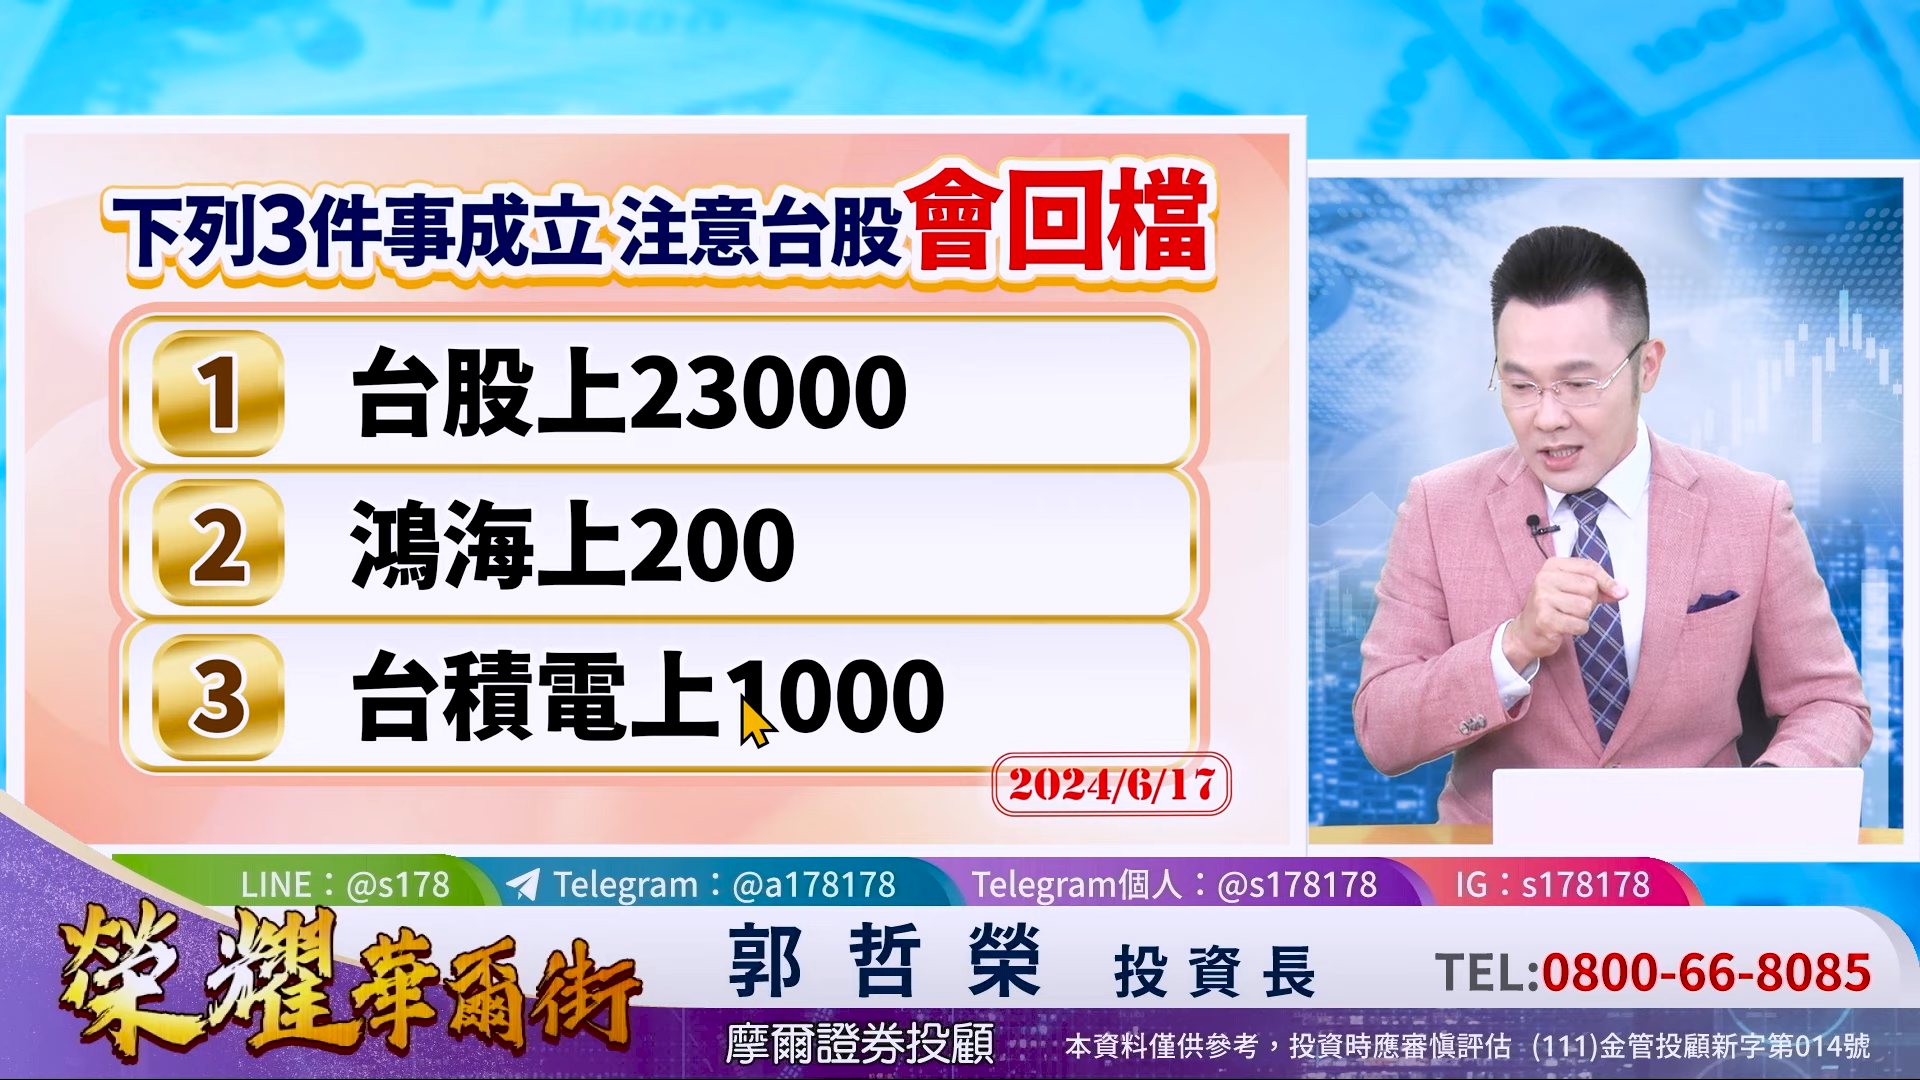 下列3件事成立 注意台股會回檔
1 台股上23000
2 鴻海上200
3 台積電上1000
2024/6/17
LINE：@s178 Telegram：@a178178 Telegram個人：@s178178 IG：s178178
榮耀華爾街
郭哲榮 投資長
TEL:0800-66-8085
摩爾證券投顧
本資料僅供參考，投資時應審慎評估 (111)金管投顧新字第014號